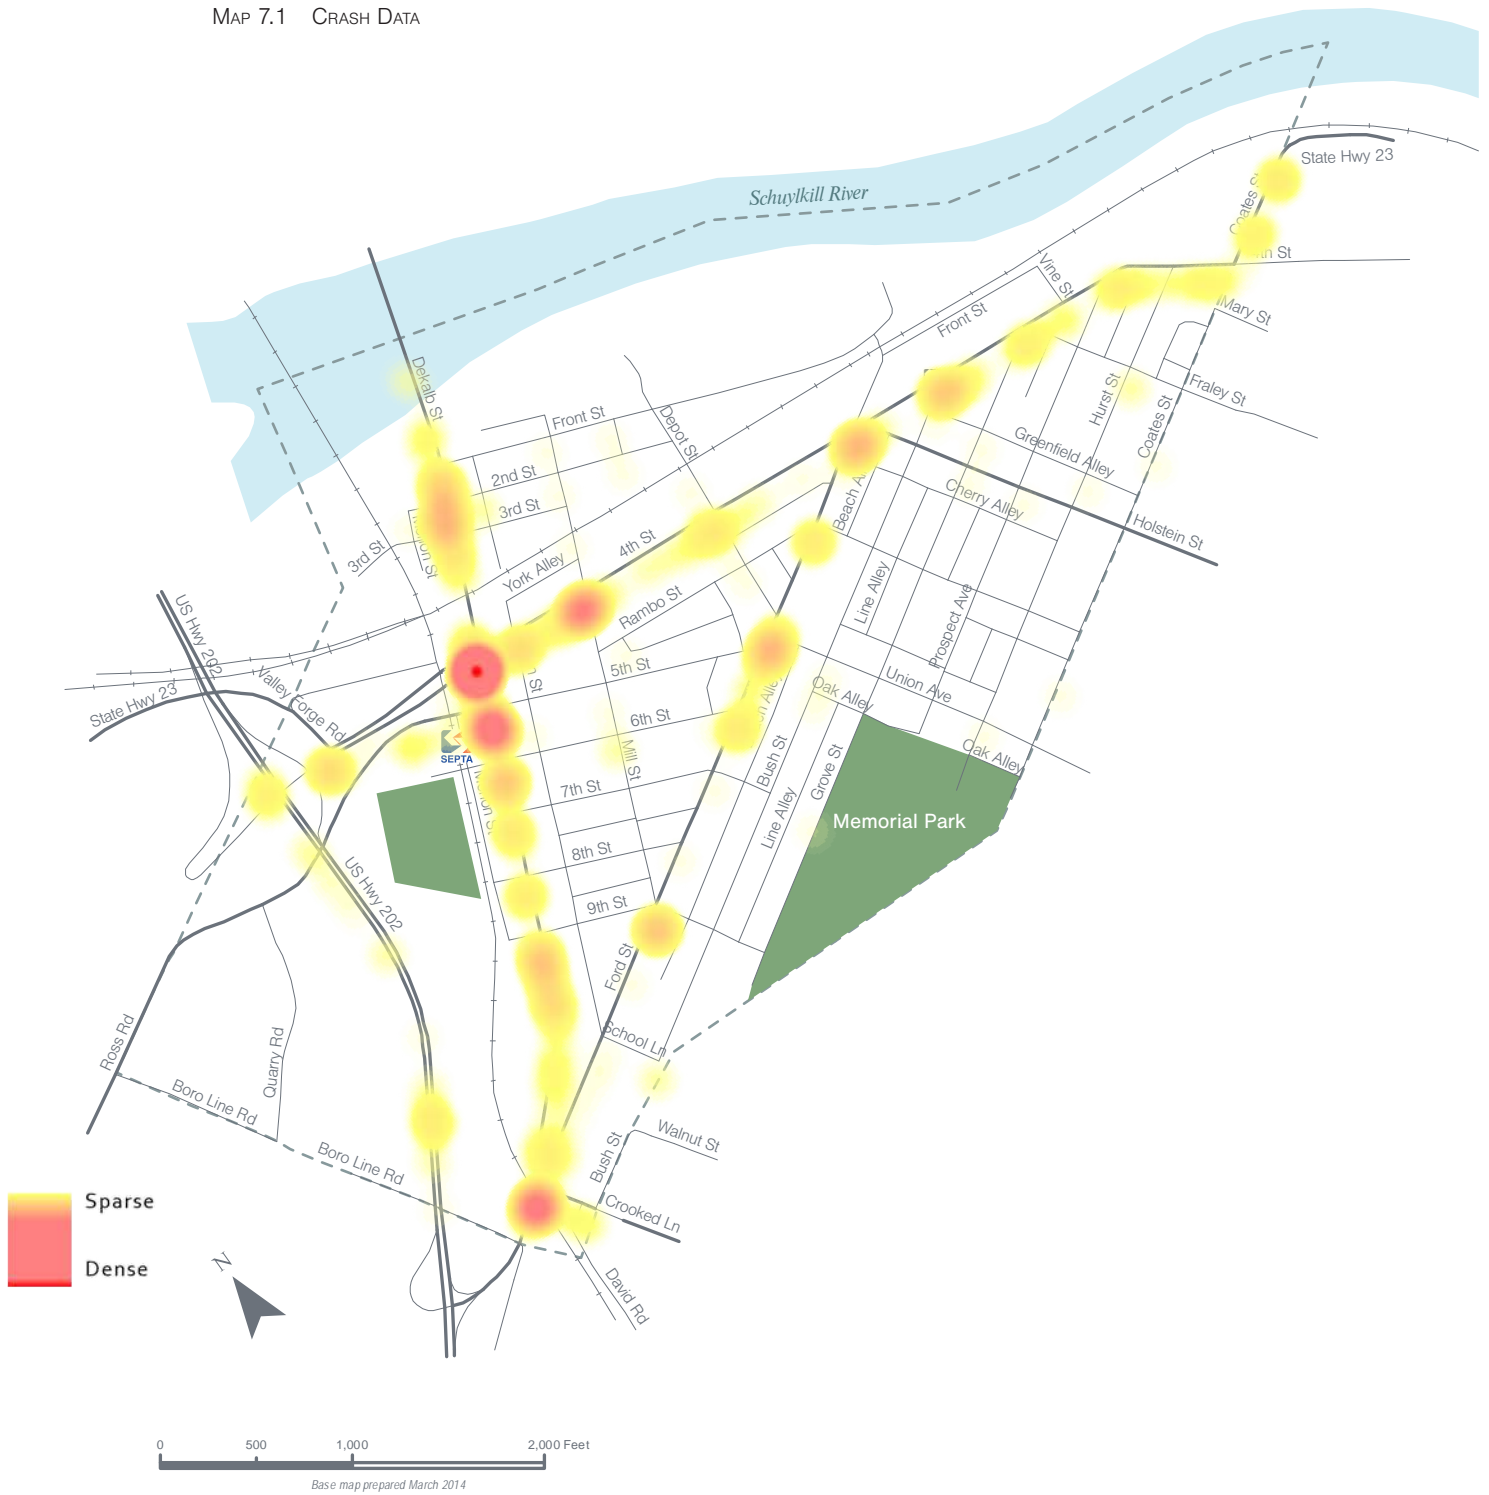 Map 7.1 Crash Data
Schuylkill River
State Hwy 23
Coates S
th St
Vine St
Mary St
Front St
Fraley St
Hurst St
Coates St
Dekalb St
Front St
Depot St
Greenfield Alley
2nd St
Cherry Alley
3rd St
Beach A
Holstein St
4th St
3rd St
York Alley
Line Alley
Rambo St
Prospect Ave
US Hwy 202
5th St
Union Ave
Oak Alley
Valley Forge Rd
State Hwy 23
St
6th St
Oak Alley
SEPTA
Mill St
Bush St
Grove St
7th St
Line Alley
Memorial Park
8th St
US Hwy 202
9th St
Ford St
School Ln
Ross Rd
Quarry Rd
Boro Line Rd
Boro Line Rd
Bush St
Walnut St
Crooked Ln
David Rd
Sparse
Dense
N
0 500 1,000 2,000 Feet
Base map prepared March 2014